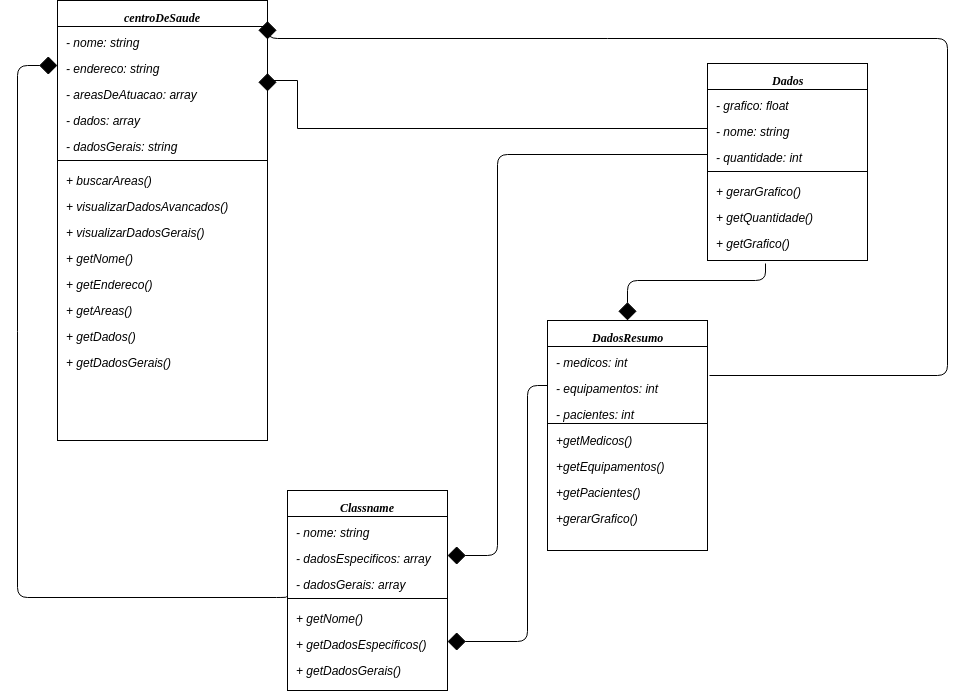 centroDeSaude
- nome: string
- endereco: string
- areasDeAtuacao: array
- dados: array
- dadosGerais: string
+ buscarAreas()
+ visualizarDadosAvancados()
+ visualizarDadosGerais()
+ getNome()
+ getEndereco()
+ getAreas()
+ getDados()
+ getDadosGerais()
Dados
- grafico: float
- nome: string
- quantidade: int
+ gerarGrafico()
+ getQuantidade()
+ getGrafico()
DadosResumo
- medicos: int
- equipamentos: int
- pacientes: int
+getMedicos()
+getEquipamentos()
+getPacientes()
+gerarGrafico()
Classname
- nome: string
- dadosEspecificos: array
- dadosGerais: array
+ getNome()
+ getDadosEspecificos()
+ getDadosGerais()